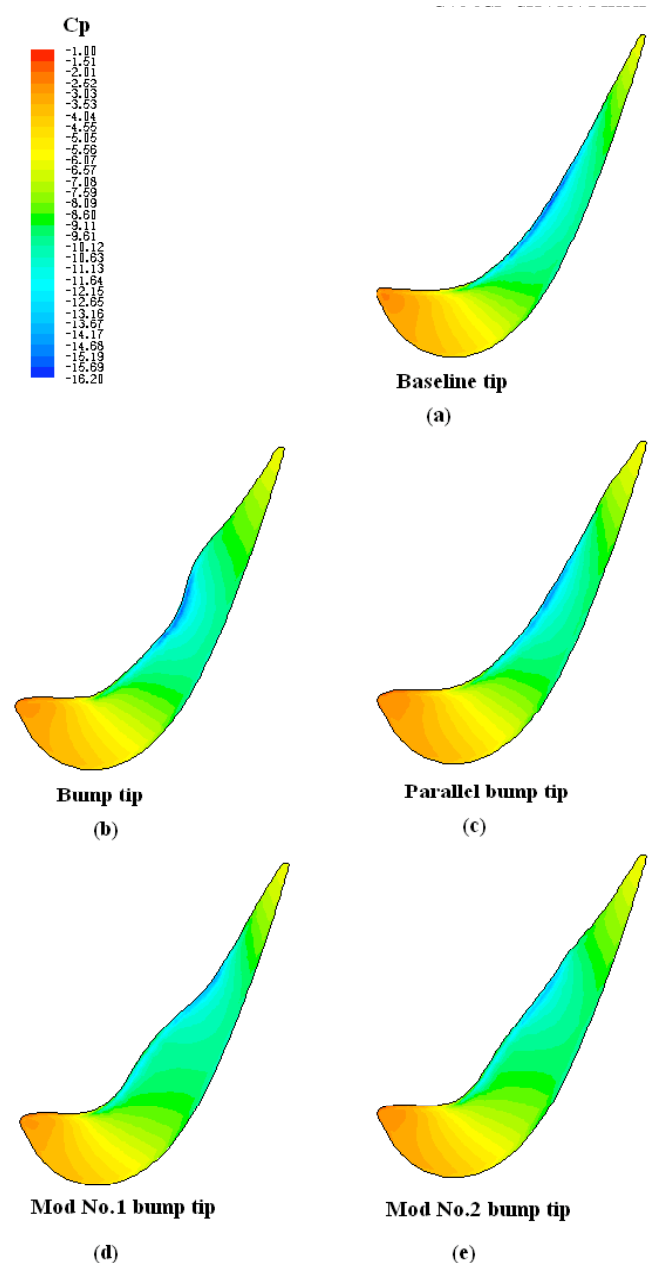 Cp
-1.00
-1.51
-2.01
-2.52
-3.03
-3.53
-4.04
-4.55
-5.05
-5.56
-6.07
-6.57
-7.08
-7.59
-8.09
-8.60
-9.11
-9.61
-10.12
-10.63
-11.13
-11.64
-12.15
-12.65
-13.16
-13.67
-14.17
-14.68
-15.19
-15.69
-16.20
Baseline tip
(a)
Bump tip
(b)
Parallel bump tip
(c)
Mod No.1 bump tip
(d)
Mod No.2 bump tip
(e)